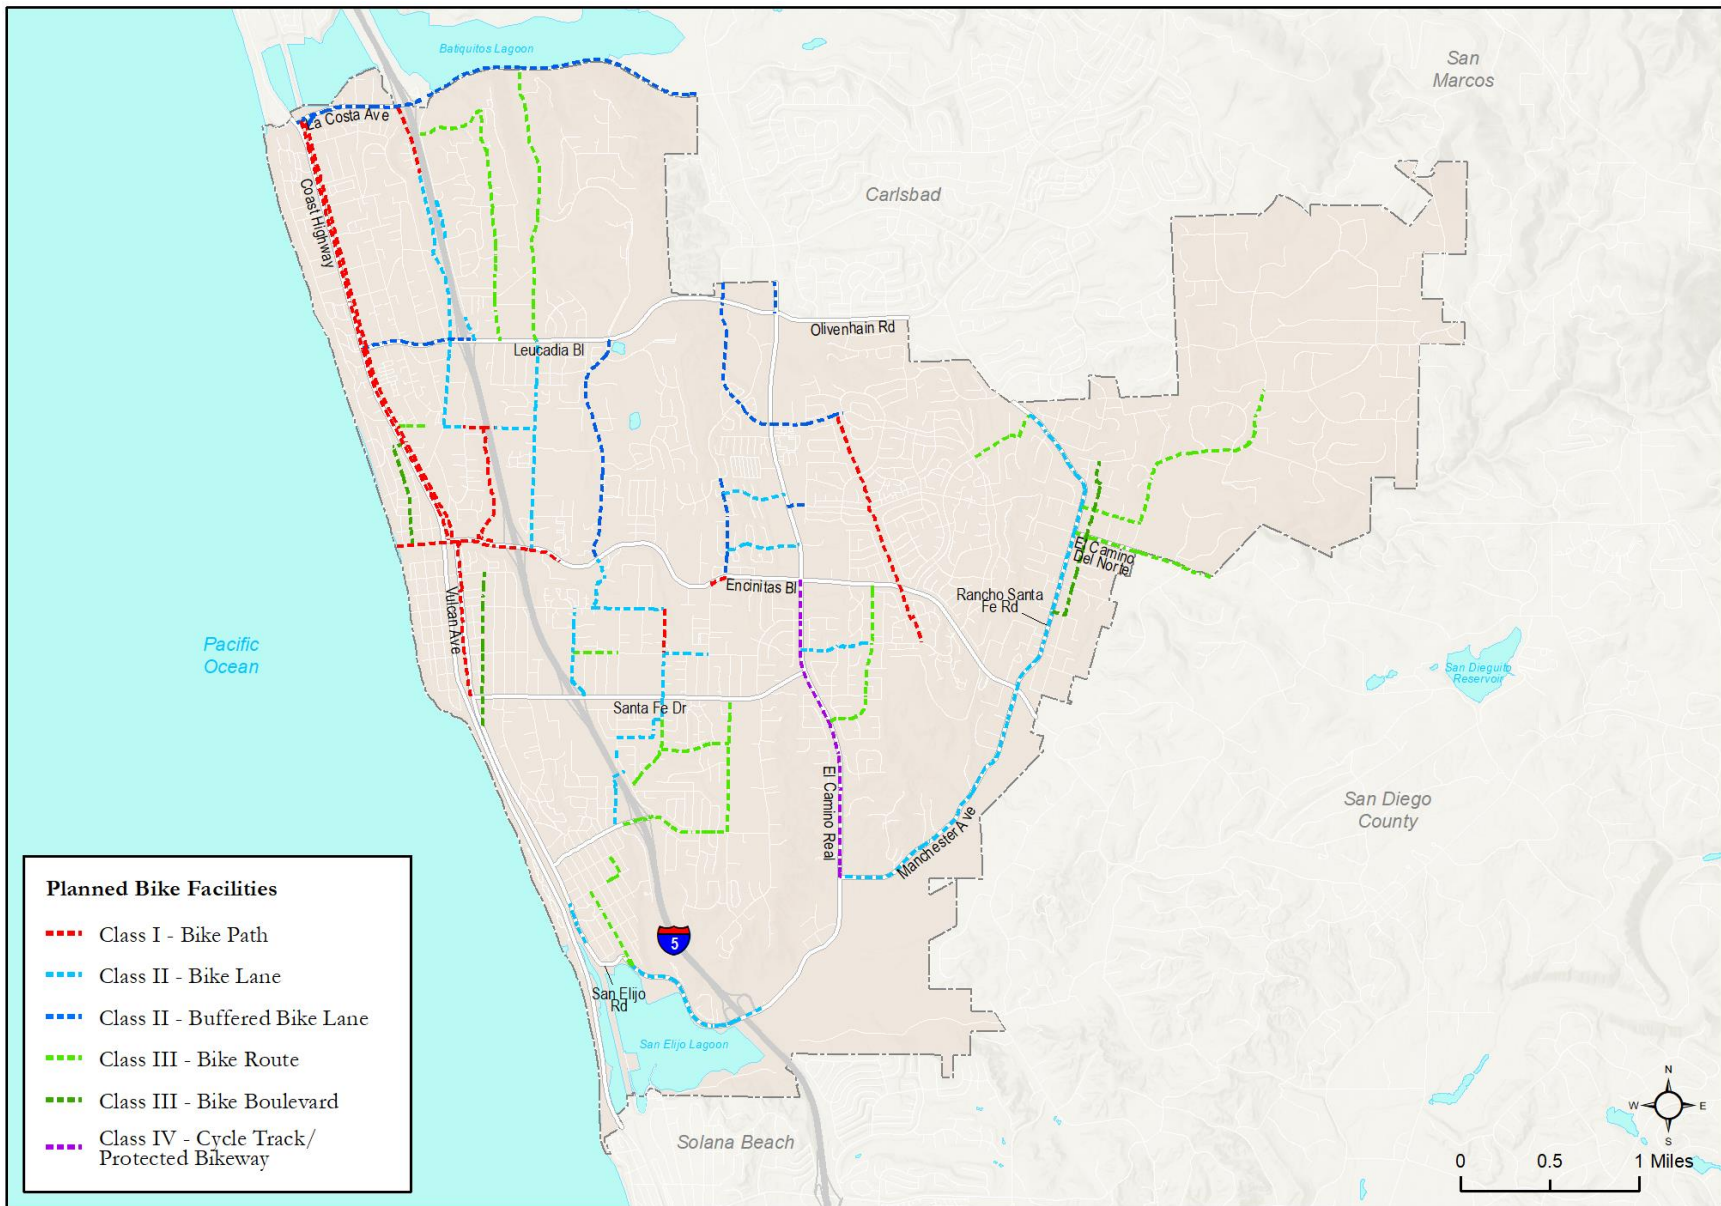 Batiquitos Lagoon
San
Marcos
La Costa Ave
Carlsbad
Coast Highway
Olivenhain Rd
Leucadia Bl
El Camino
Del Norte
Encinitas Bl
Rancho Santa
Fe Rd
Vulcan Ave
Pacific
Ocean
San Dieguito
Reservoir
Santa Fe Dr
El Camino Real
San Diego
County
Manchester Ave
Planned Bike Facilities
Class I - Bike Path
Class II - Bike Lane
Class II - Buffered Bike Lane
Class III - Bike Route
Class III - Bike Boulevard
Class IV - Cycle Track/
Protected Bikeway
5
San Elijo
Rd
San Elijo Lagoon
Solana Beach
N
W E
S
0 0.5 1 Miles